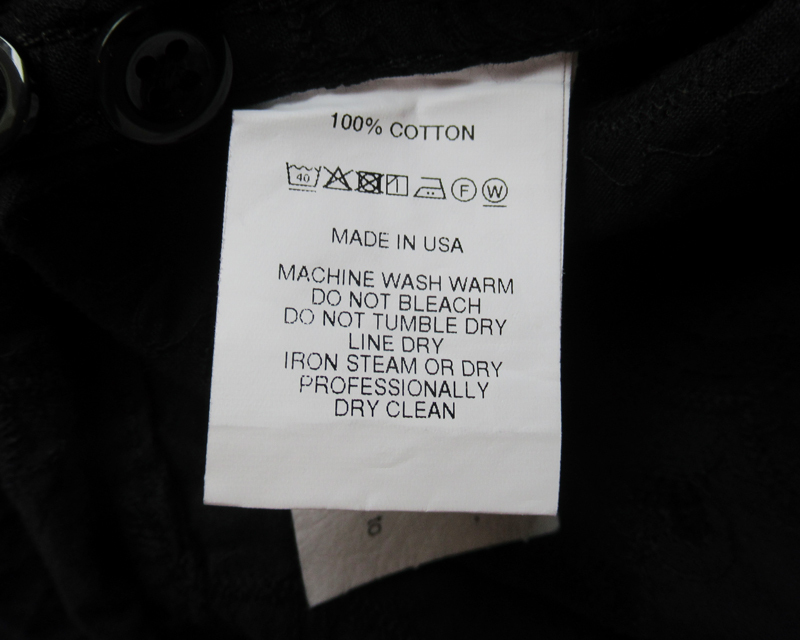 100% COTTON
40 F W
MADE IN USA
MACHINE WASH WARM
DO NOT BLEACH
DO NOT TUMBLE DRY
LINE DRY
IRON STEAM OR DRY
PROFESSIONALLY
DRY CLEAN